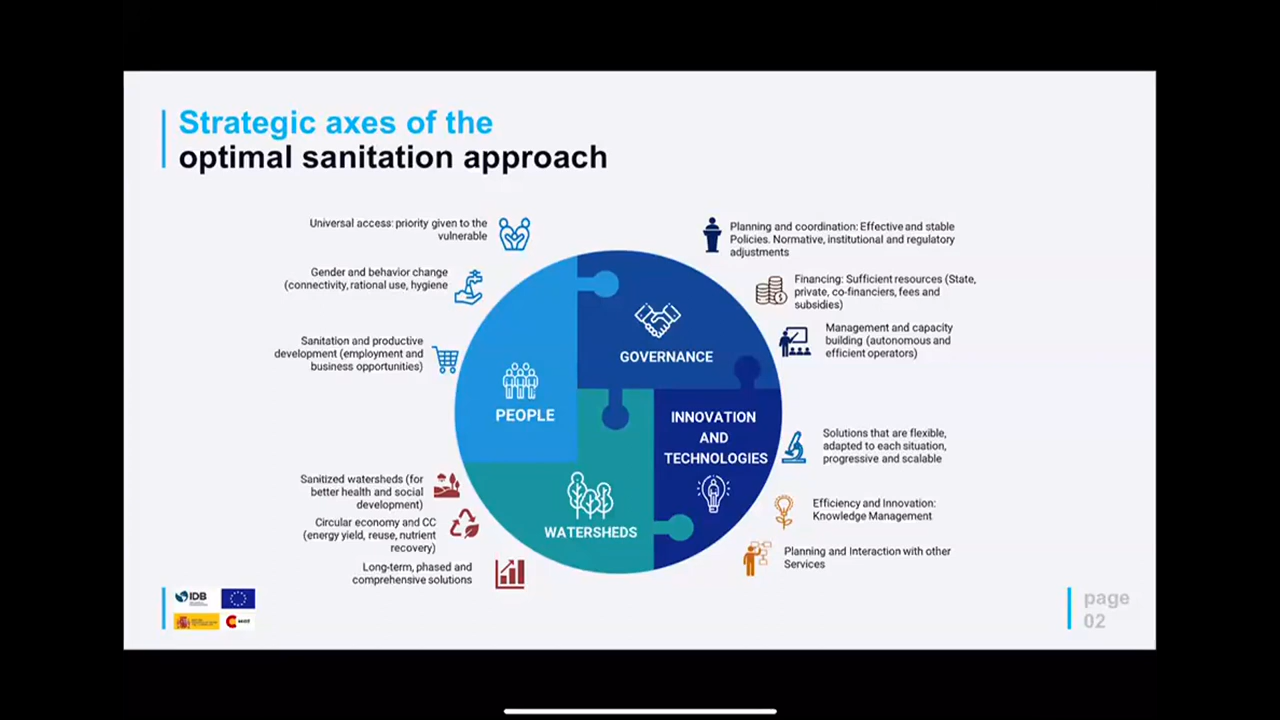 Strategic axes of the
optimal sanitation approach
Universal access: priority given to the
vulnerable
Gender and behavior change
(connectivity, rational use, hygiene
Sanitation and productive
development (employment and
business opportunities)
Sanitized watersheds (for
better health and social
development)
Circular economy and CC
(energy yield, reuse, nutrient
recovery)
Long-term, phased and
comprehensive solutions
PEOPLE
GOVERNANCE
INNOVATION
AND
TECHNOLOGIES
WATERSHEDS
Planning and coordination: Effective and stable
Policies. Normative, institutional and regulatory
adjustments
Financing: Sufficient resources (State,
private, co-financiers, fees and
subsidies)
Management and capacity
building (autonomous and
efficient operators)
Solutions that are flexible,
adapted to each situation,
progressive and scalable
Efficiency and Innovation:
Knowledge Management
Planning and Interaction with other
Services
IDB
page
02